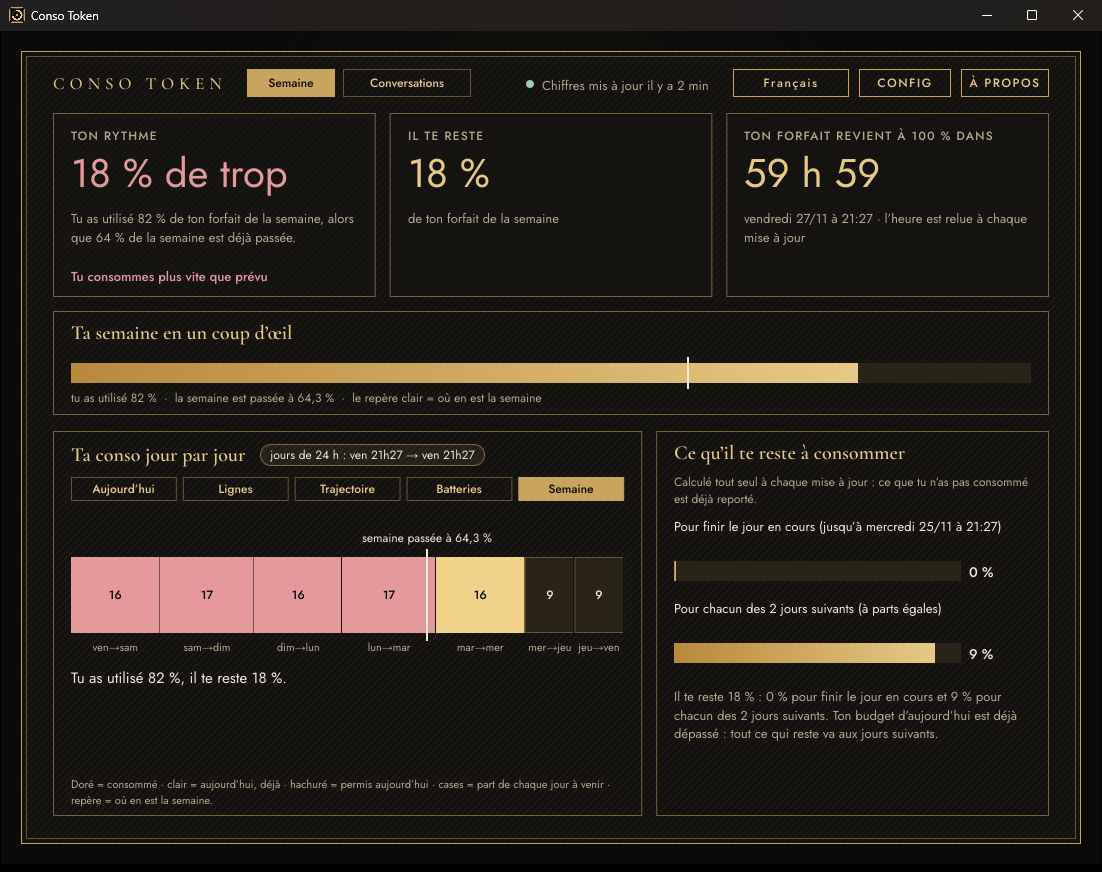 Conso Token
CONSO TOKEN
Semaine
Conversations
Chiffres mis à jour il y a 2 min
Français
CONFIG
À PROPOS
TON RYTHME
18 % de trop
Tu as utilisé 82 % de ton forfait de la semaine, alors
que 64 % de la semaine est déjà passée.
Tu consommes plus vite que prévu
IL TE RESTE
18 %
de ton forfait de la semaine
TON FORFAIT REVIENT À 100 % DANS
59 h 59
vendredi 27/11 à 21:27 · l’heure est relue à chaque
mise à jour
Ta semaine en un coup d’œil
tu as utilisé 82 % · la semaine est passée à 64,3 % · le repère clair = où en est la semaine
Ta conso jour par jour
jours de 24 h : ven 21h27 → ven 21h27
Aujourd’hui
Lignes
Trajectoire
Batteries
Semaine
semaine passée à 64,3 %
16
17
16
17
16
9
9
ven→sam
sam→dim
dim→lun
lun→mar
mar→mer
mer→jeu
jeu→ven
Tu as utilisé 82 %, il te reste 18 %.
Doré = consommé · clair = aujourd’hui, déjà · hachuré = permis aujourd’hui · cases = part de chaque jour à venir ·
repère = où en est la semaine.
Ce qu’il te reste à consommer
Calculé tout seul à chaque mise à jour : ce que tu n’as pas consommé
est déjà reporté.
Pour finir le jour en cours (jusqu’à mercredi 25/11 à 21:27)
0 %
Pour chacun des 2 jours suivants (à parts égales)
9 %
Il te reste 18 % : 0 % pour finir le jour en cours et 9 % pour
chacun des 2 jours suivants. Ton budget d’aujourd’hui est déjà
dépassé : tout ce qui reste va aux jours suivants.